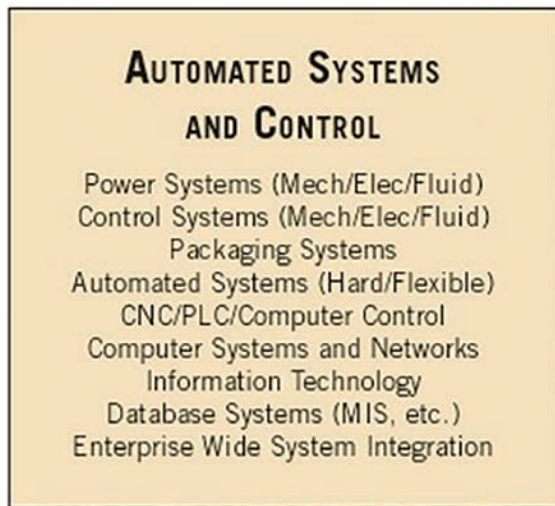 AUTOMATED SYSTEMS
AND CONTROL
Power Systems (Mech/Elec/Fluid)
Control Systems (Mech/Elec/Fluid)
Packaging Systems
Automated Systems (Hard/Flexible)
CNC/PLC/Computer Control
Computer Systems and Networks
Information Technology
Database Systems (MIS, etc.)
Enterprise Wide System Integration